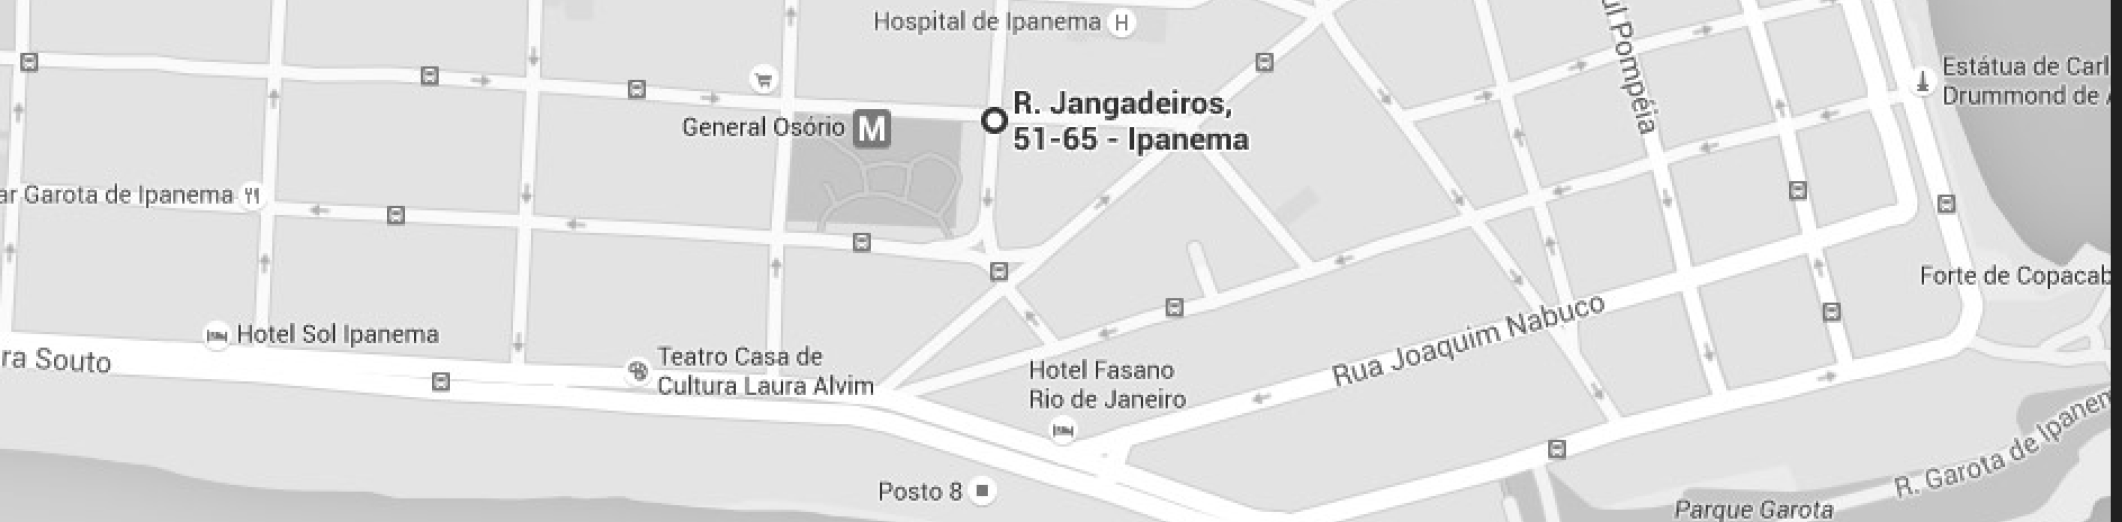 Hospital de Ipanema H
ul Pompéia
Estátua de Carl
Drummond de
R. Jangadeiros,
51-65 - Ipanema
General Osório M
ar Garota de Ipanema
Forte de Copacab
Hotel Sol Ipanema
ra Souto
Teatro Casa de
Cultura Laura Alvim
Hotel Fasano
Rio de Janeiro
Rua Joaquim Nabuco
R. Garota de Ipanem
Posto 8
Parque Garota